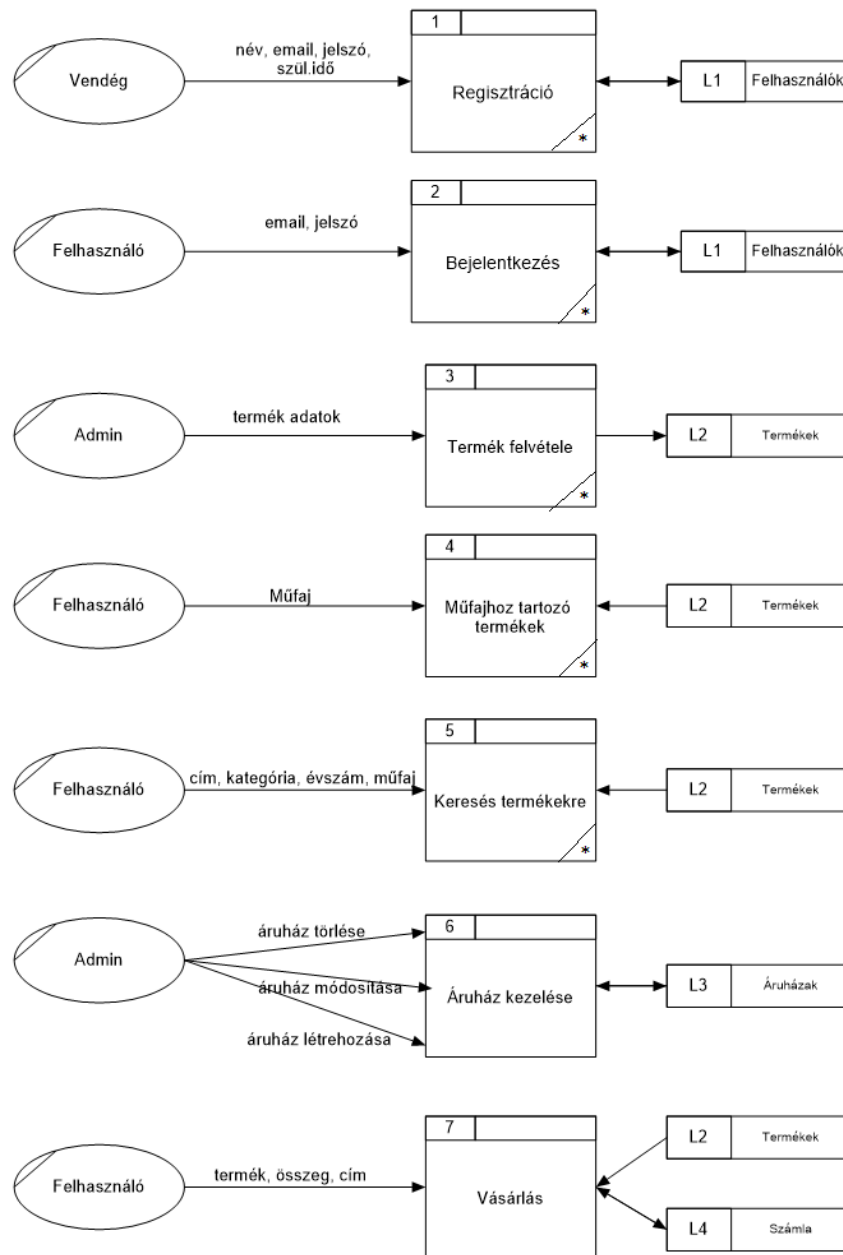 1
név, email, jelszó,
szül.idő
Vendég
Regisztráció
L1 Felhasználók
*
2
email, jelszó
Felhasználó
Bejelentkezés
L1 Felhasználók
*
3
termék adatok
Admin
Termék felvétele
L2 Termékek
*
4
Műfaj
Felhasználó
Műfajhoz tartozó
termékek
L2 Termékek
*
5
cím, kategória, évszám, műfaj
Felhasználó
Keresés termékekre
L2 Termékek
*
6
áruház törlése
Admin
áruház módosítása
Áruház kezelése
L3 Áruházak
áruház létrehozása
7
L2 Termékek
termék, összeg, cím
Felhasználó
Vásárlás
L4 Számla